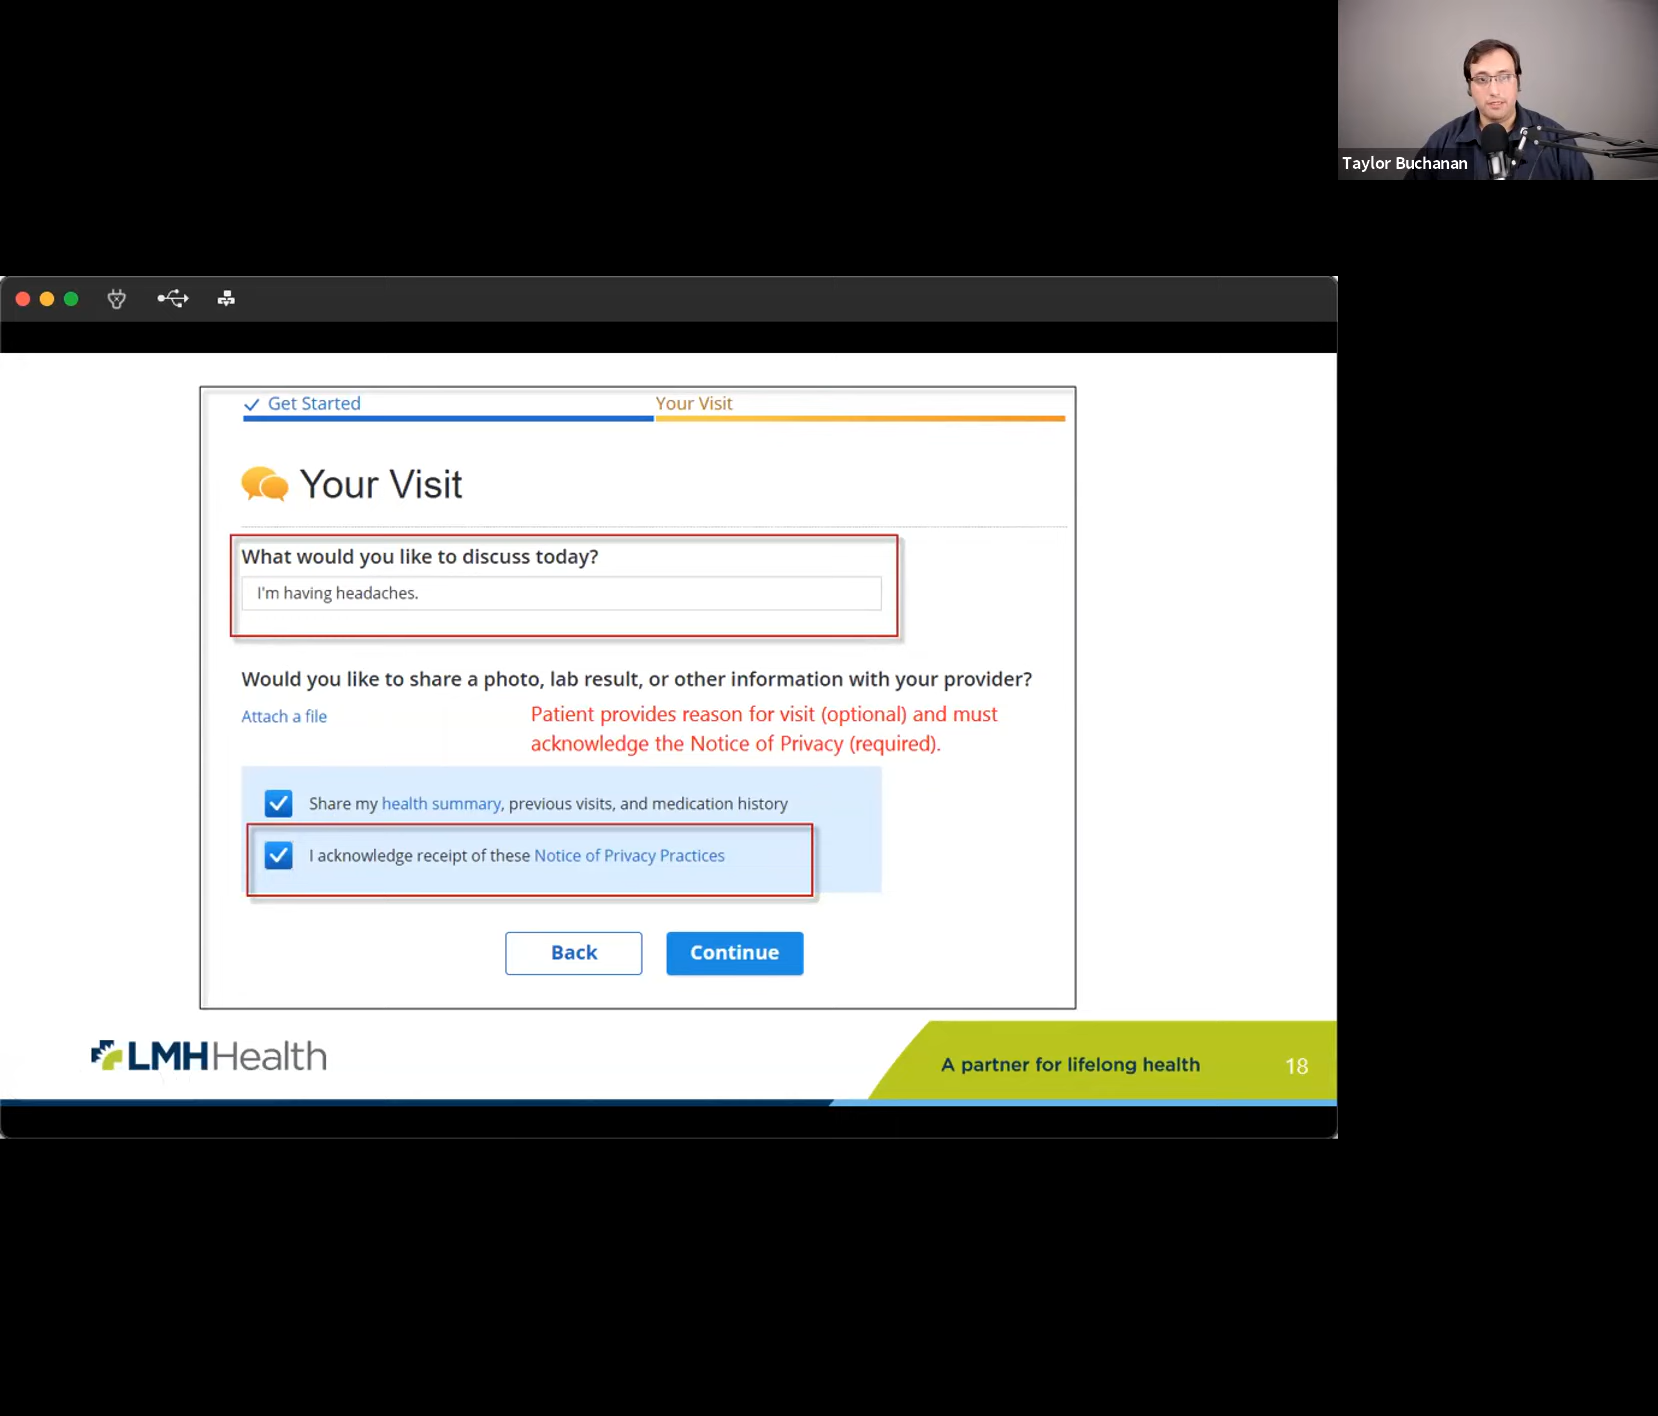 Taylor Buchanan
Get Started
Your Visit
Your Visit
What would you like to discuss today?
I'm having headaches.
Would you like to share a photo, lab result, or other information with your provider?
Attach a file
Patient provides reason for visit (optional) and must
acknowledge the Notice of Privacy (required).
Share my health summary, previous visits, and medication history
I acknowledge receipt of these Notice of Privacy Practices
Back
Continue
LMH Health
A partner for lifelong health
18